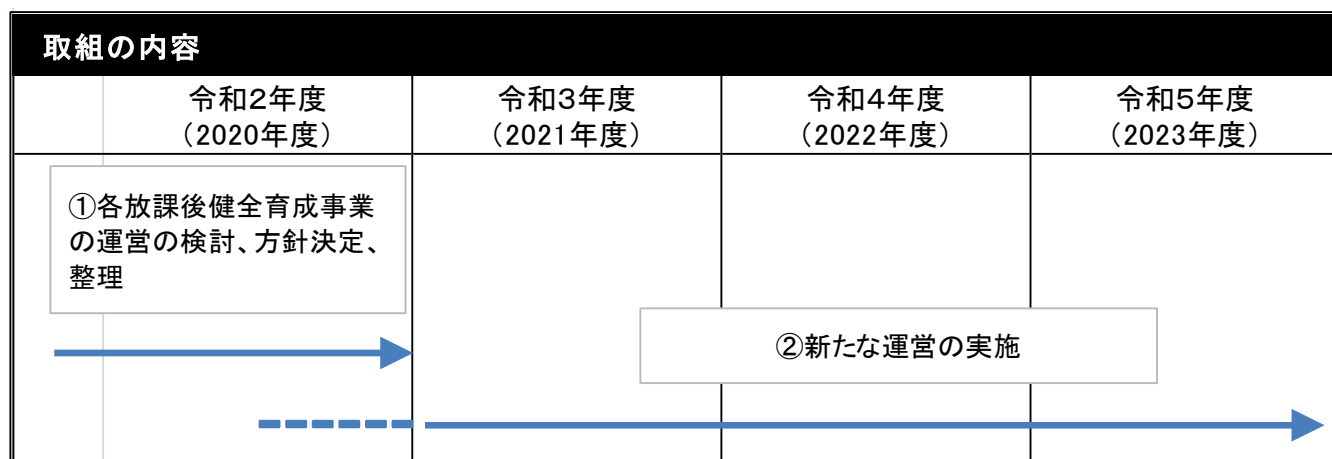 取組の内容
令和2年度
（2020年度）
令和3年度
（2021年度）
令和4年度
（2022年度）
令和5年度
（2023年度）
①各放課後健全育成事業
の運営の検討、方針決定、
整理
②新たな運営の実施